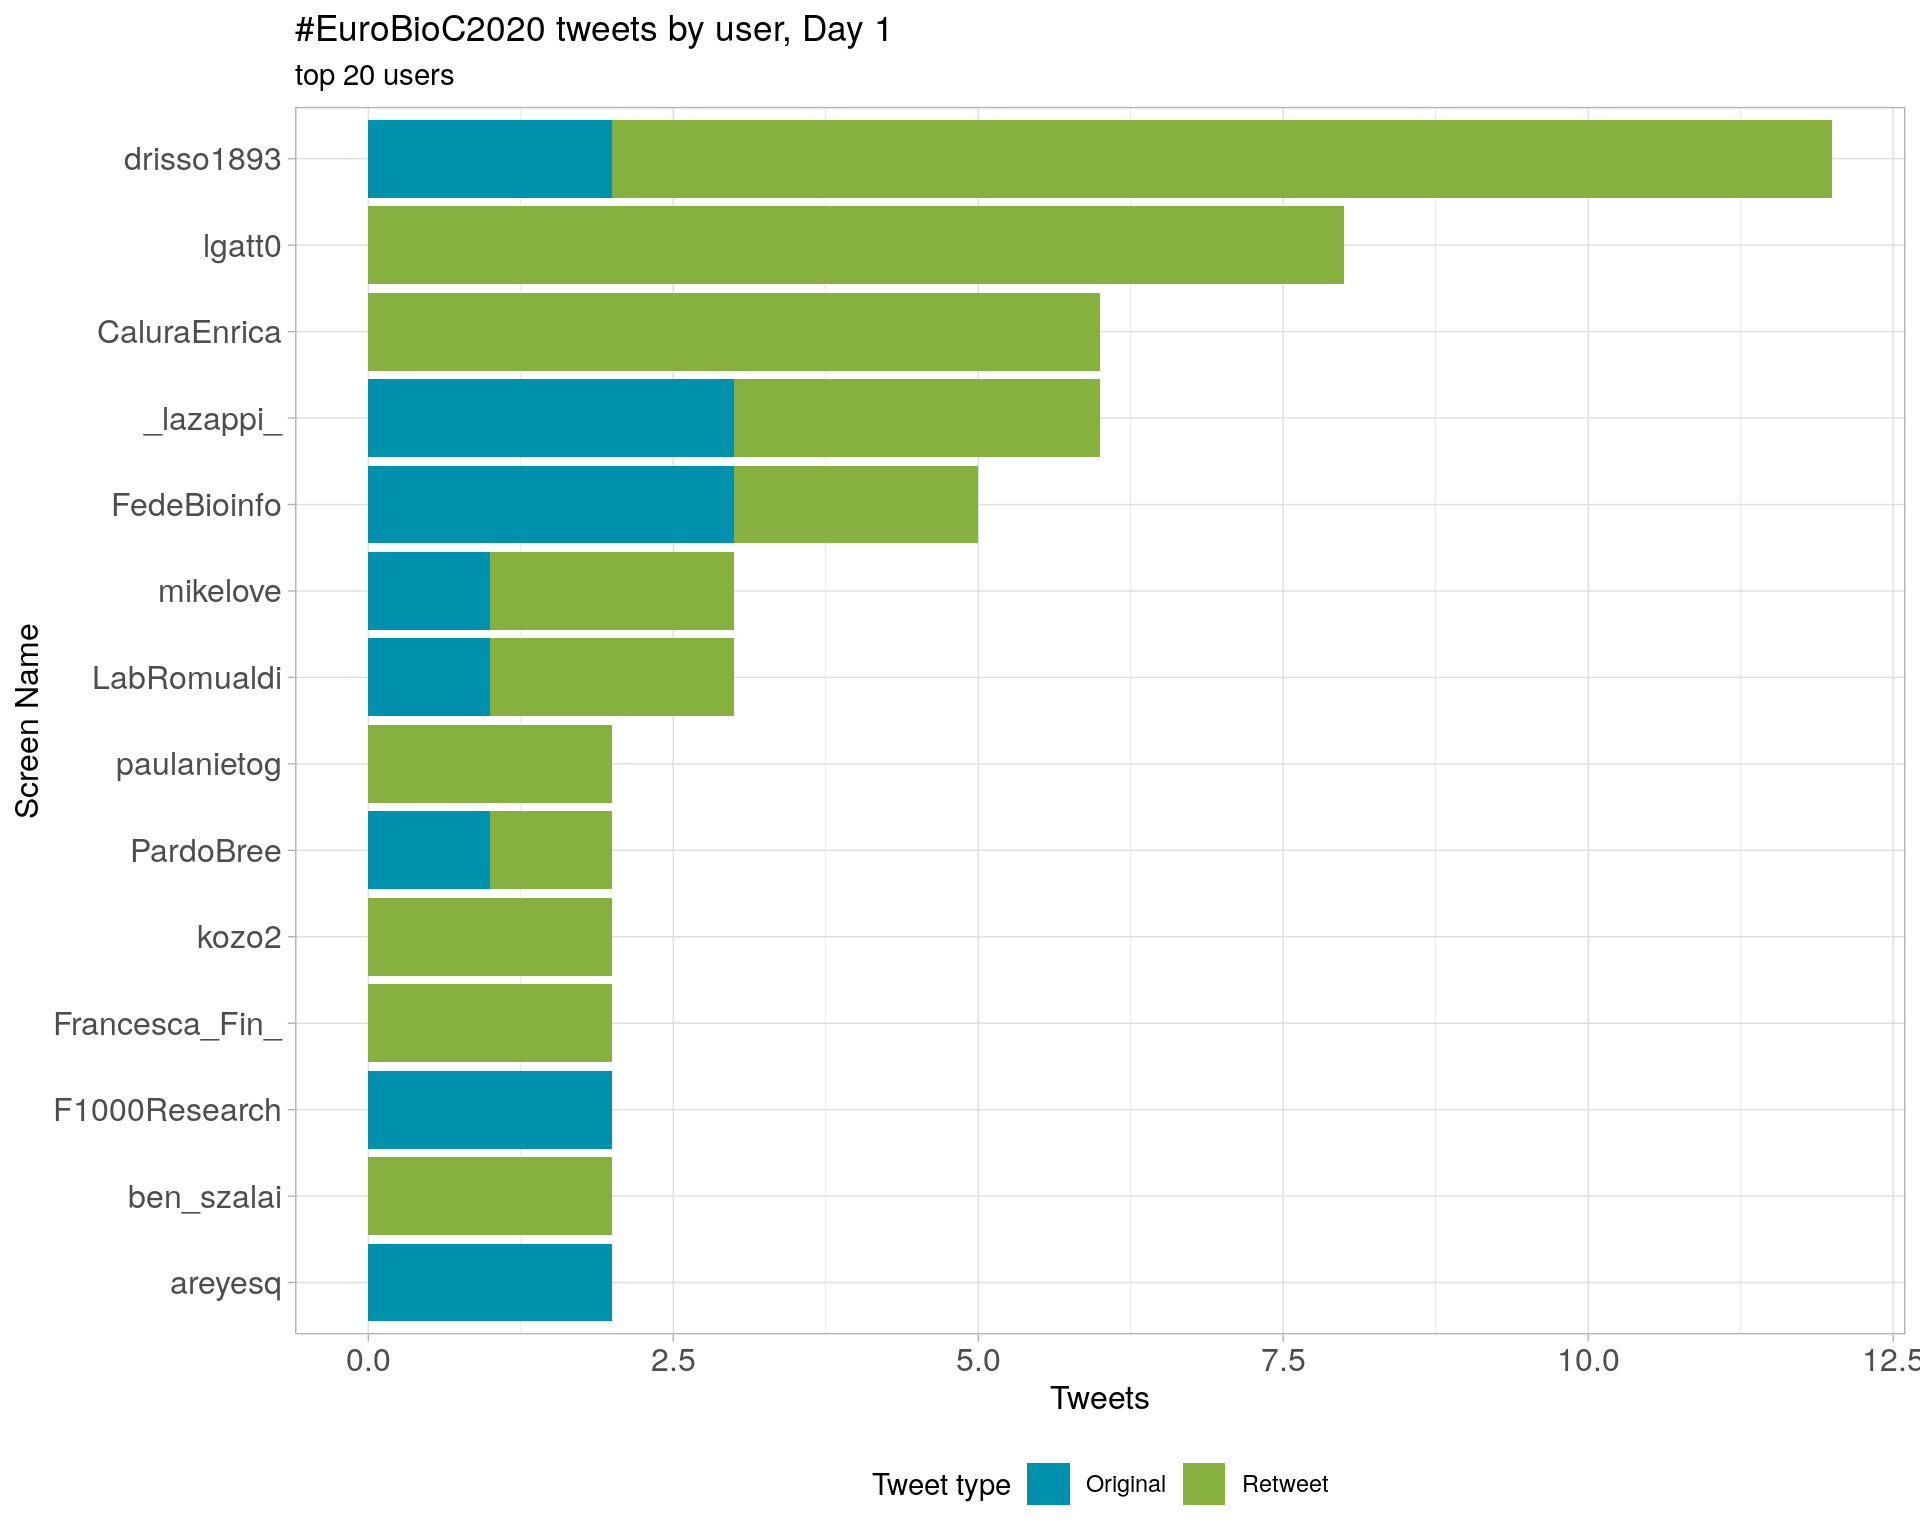 #EuroBioC2020 tweets by user, Day 1
top 20 users
drisso1893
lgatt0
CaluraEnrica
_lazappi_
FedeBioinfo
mikelove
LabRomualdi
paulanietog
PardoBree
kozo2
Francesca_Fin_
F1000Research
ben_szalai
areyesq
Screen Name
0.0 2.5 5.0 7.5 10.0 12.5
Tweets
Tweet type Original Retweet